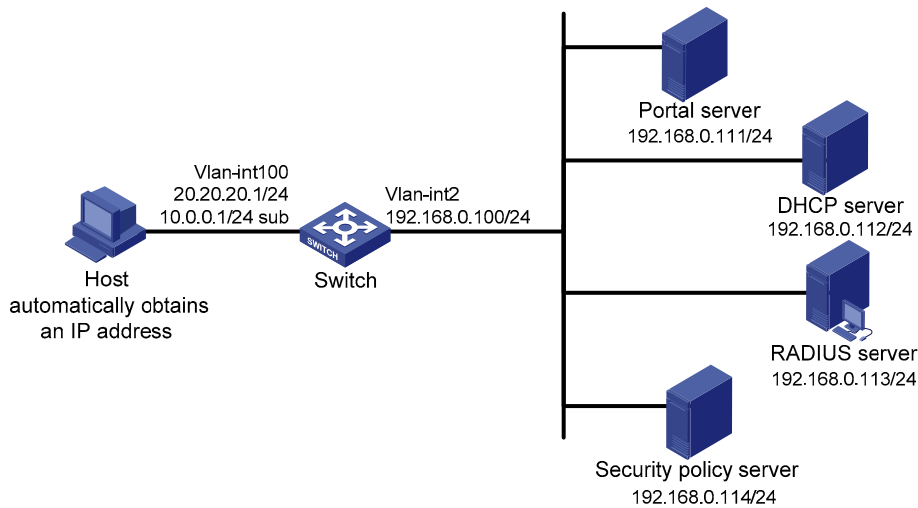 Portal server
192.168.0.111/24
Vlan-int100
20.20.20.1/24
10.0.0.1/24 sub
Vlan-int2
192.168.0.100/24
DHCP server
192.168.0.112/24
SWITCH
Host
automatically obtains
an IP address
Switch
RADIUS server
192.168.0.113/24
Security policy server
192.168.0.114/24